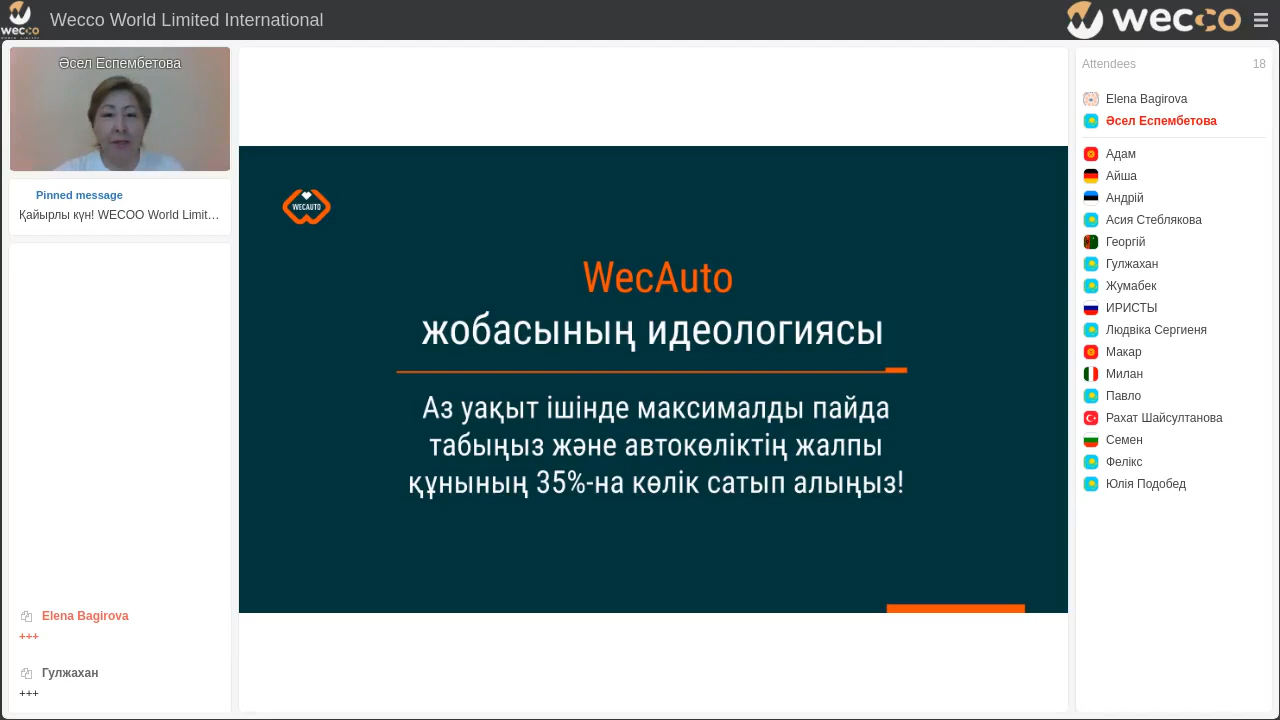 wecco
Wecco World Limited International
wecco
Әсел Еспембетова
Pinned message
Қайырлы күн! WECOO World Limit…
Elena Bagirova
+++
Гулжахан
+++
WECAUTO
WecAuto
жобасының идеологиясы
Аз уақыт ішінде максималды пайда
табыңыз және автокөліктің жалпы
құнының 35%-на көлік сатып алыңыз!
Attendees 18
Elena Bagirova
Әсел Еспембетова
Адам
Айша
Андрій
Асия Стеблякова
Георгій
Гулжахан
Жумабек
ИРИСТЫ
Людвіка Сергиеня
Макар
Милан
Павло
Рахат Шайсултанова
Семен
Фелікс
Юлія Подобед